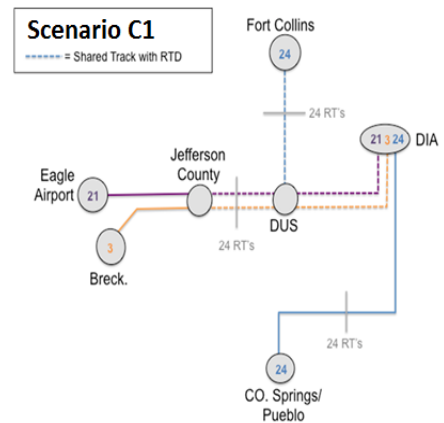 Scenario C1
= Shared Track with RTD
Fort Collins
24
24 RT's
21 3 24
DIA
Jefferson
County
Eagle
Airport
21
DUS
24 RT's
3
Breck.
24 RT's
24
CO. Springs/
Pueblo